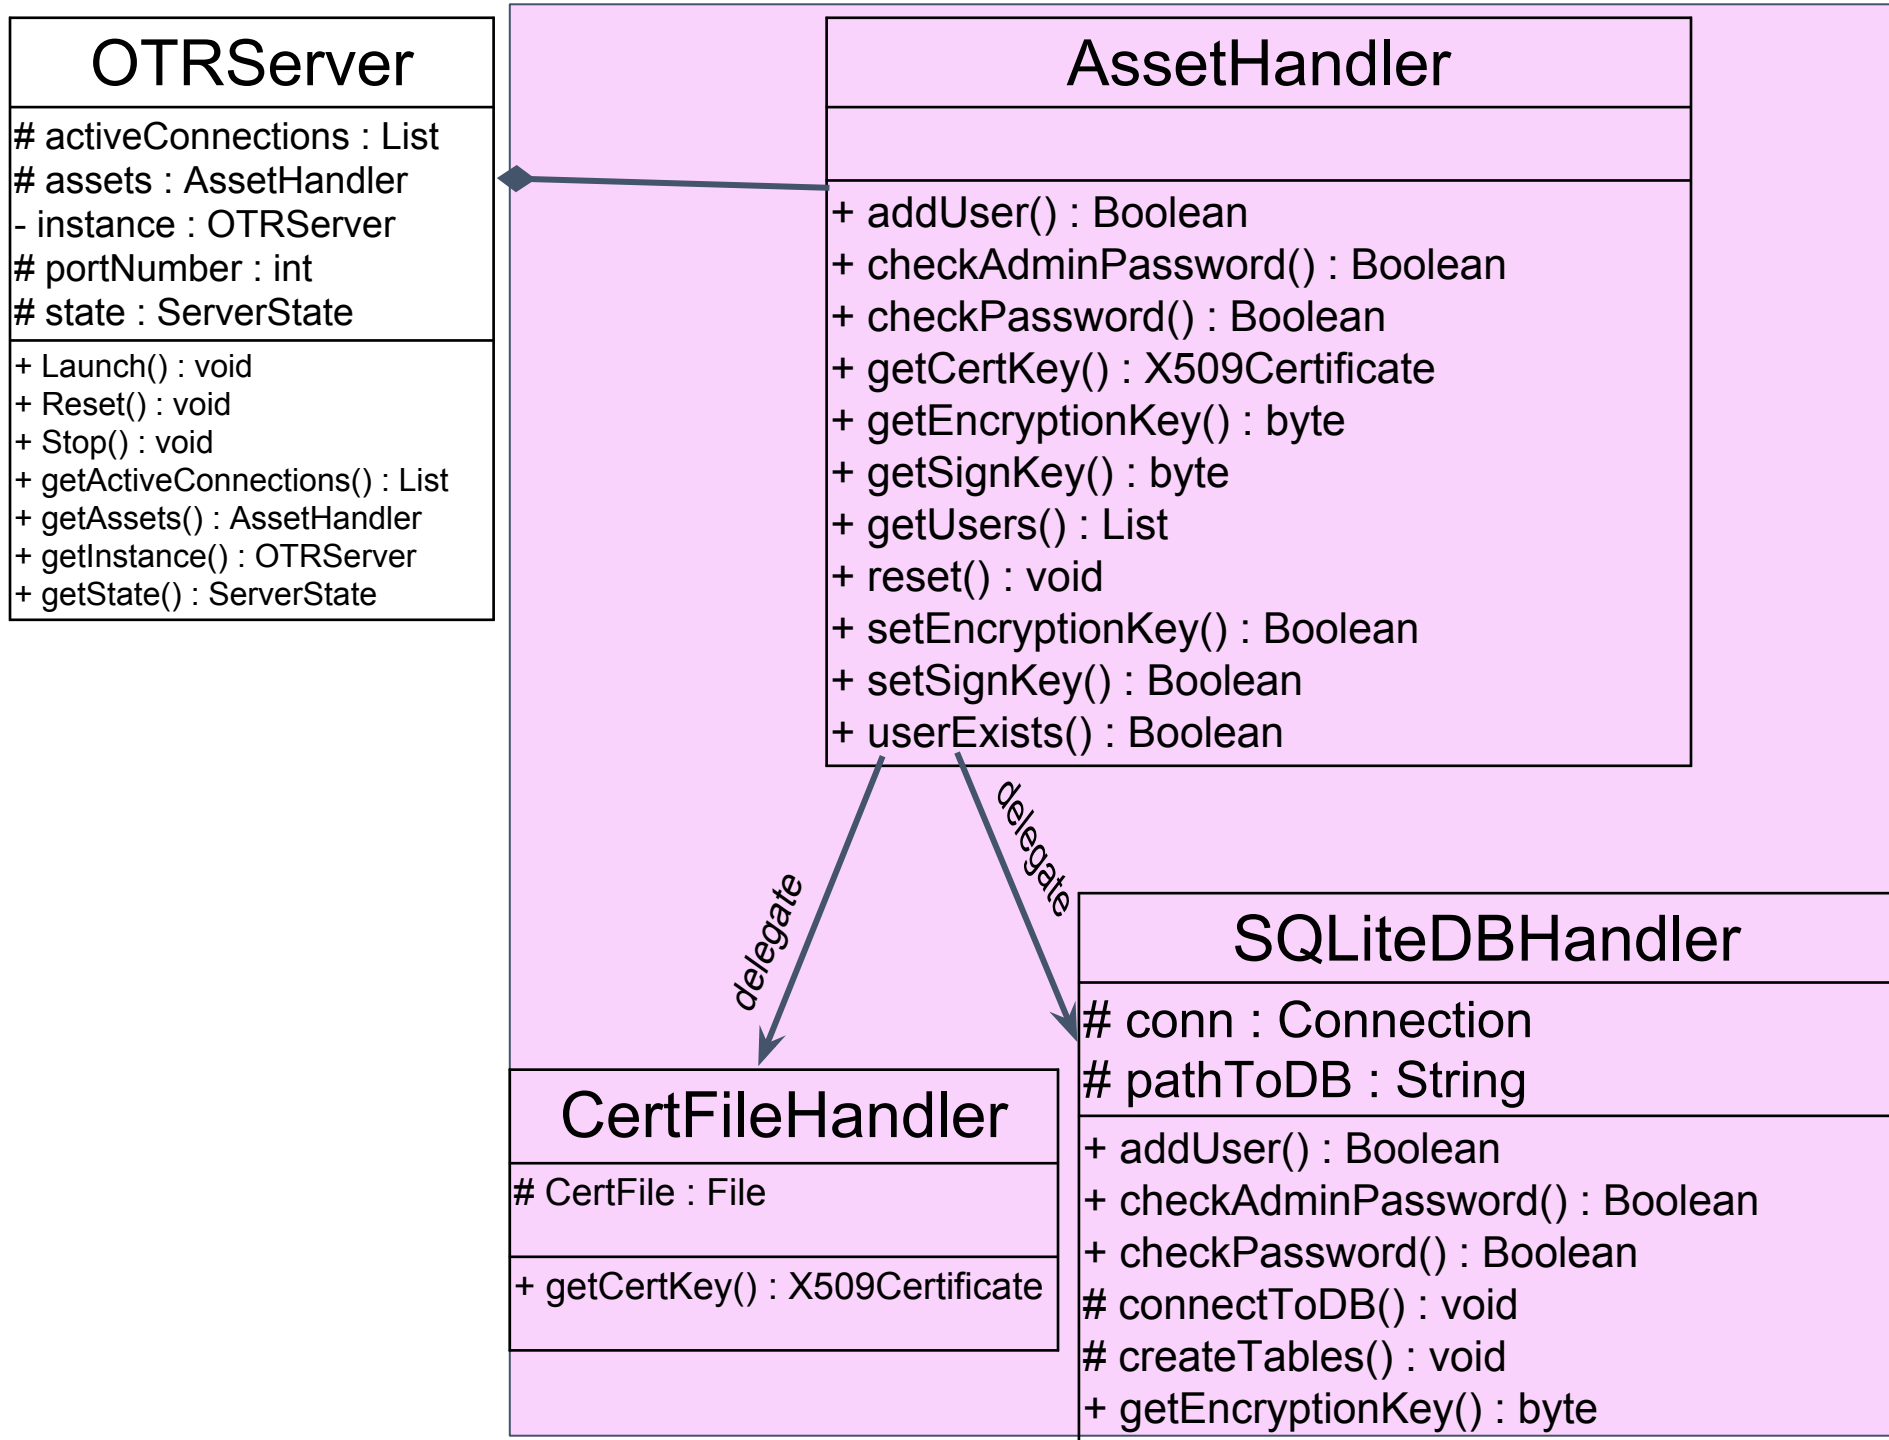 OTRServer
# activeConnections : List
# assets : AssetHandler
- instance : OTRServer
# portNumber : int
# state : ServerState
+ Launch() : void
+ Reset() : void
+ Stop() : void
+ getActiveConnections() : List
+ getAssets() : AssetHandler
+ getInstance() : OTRServer
+ getState() : ServerState
AssetHandler
+ addUser() : Boolean
+ checkAdminPassword() : Boolean
+ checkPassword() : Boolean
+ getCertKey() : X509Certificate
+ getEncryptionKey() : byte
+ getSignKey() : byte
+ getUsers() : List
+ reset() : void
+ setEncryptionKey() : Boolean
+ setSignKey() : Boolean
+ userExists() : Boolean
delegate
delegate
CertFileHandler
# CertFile : File
+ getCertKey() : X509Certificate
SQLiteDBHandler
# conn : Connection
# pathToDB : String
+ addUser() : Boolean
+ checkAdminPassword() : Boolean
+ checkPassword() : Boolean
# connectToDB() : void
# createTables() : void
+ getEncryptionKey() : byte